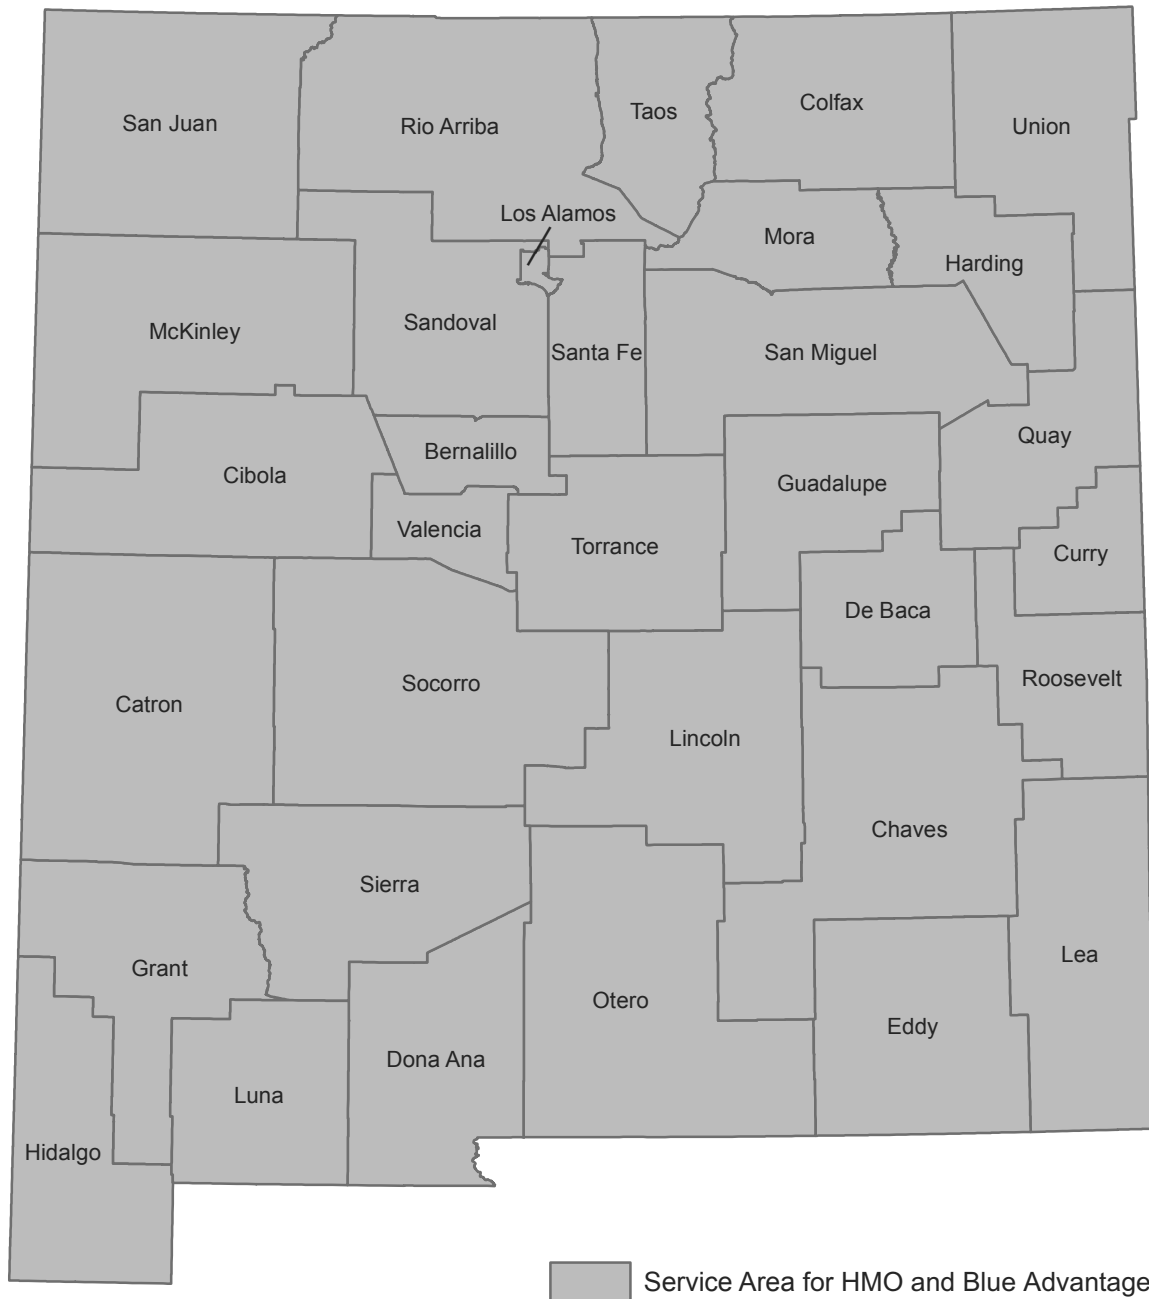 San Juan
Rio Arriba
Taos
Colfax
Union
Los Alamos
Mora
Harding
McKinley
Sandoval
Santa Fe
San Miguel
Quay
Cibola
Bernalillo
Guadalupe
Valencia
Torrance
Curry
De Baca
Catron
Socorro
Roosevelt
Lincoln
Chaves
Sierra
Grant
Lea
Otero
Eddy
Dona Ana
Luna
Hidalgo
Service Area for HMO and Blue Advantage